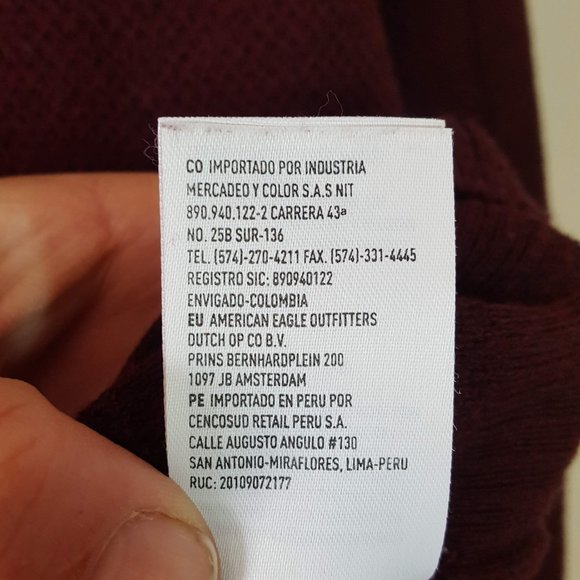 CO IMPORTADO POR INDUSTRIA
MERCADEO Y COLOR S.A.S NIT
890.940.122-2 CARRERA 43ª
NO. 25B SUR-136
TEL. (574)-270-4211 FAX. (574)-331-4445
REGISTRO SIC: 890940122
ENVIGADO-COLOMBIA
EU AMERICAN EAGLE OUTFITTERS
DUTCH OP CO B.V.
PRINS BERNHARDPLEIN 200
1097 JB AMSTERDAM
PE IMPORTADO EN PERU POR
CENCOSUD RETAIL PERU S.A.
CALLE AUGUSTO ANGULO #130
SAN ANTONIO-MIRAFLORES, LIMA-PERU
RUC: 20109072177